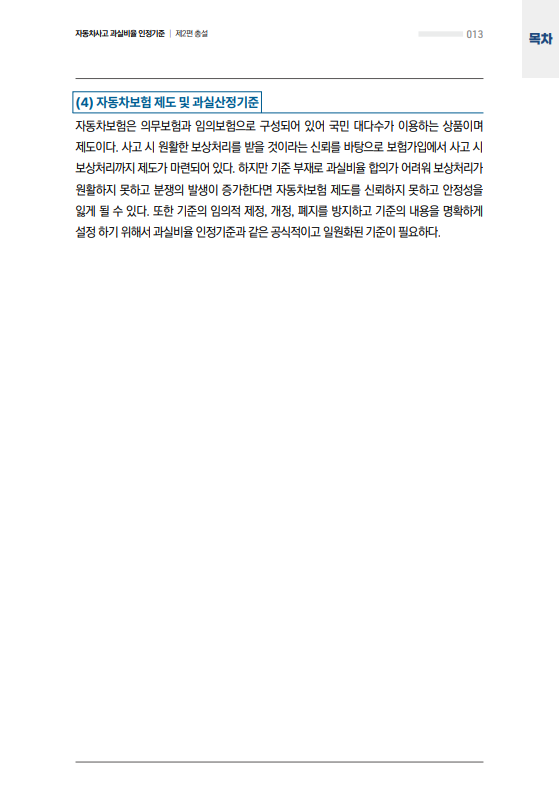 자동차사고 과실비율 인정기준 | 제2편 총설
013
목차
(4) 자동차보험 제도 및 과실산정기준
자동차보험은 의무보험과 임의보험으로 구성되어 있어 국민 대다수가 이용하는 상품이며
제도이다. 사고 시 원활한 보상처리를 받을 것이라는 신뢰를 바탕으로 보험가입에서 사고 시
보상처리까지 제도가 마련되어 있다. 하지만 기준 부재로 과실비율 합의가 어려워 보상처리가
원활하지 못하고 분쟁의 발생이 증가한다면 자동차보험 제도를 신뢰하지 못하고 안정성을
잃게 될 수 있다. 또한 기준의 임의적 제정, 개정, 폐지를 방지하고 기준의 내용을 명확하게
설정 하기 위해서 과실비율 인정기준과 같은 공식적이고 일원화된 기준이 필요하다.